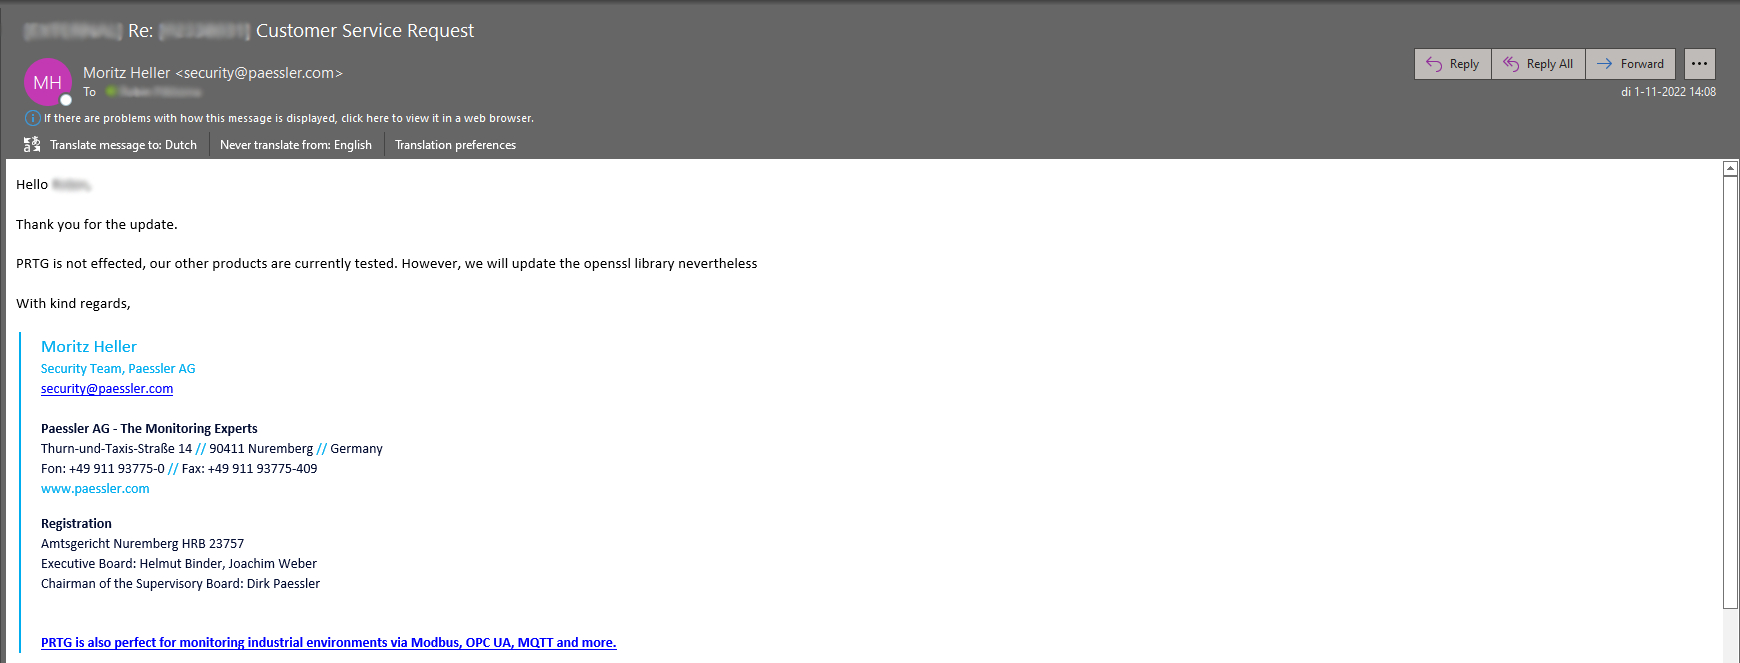 Re: Customer Service Request
MH
Moritz Heller <security@paessler.com>
To
Reply
Reply All
Forward
di 1-11-2022 14:08
If there are problems with how this message is displayed, click here to view it in a web browser.
Translate message to: Dutch
Never translate from: English
Translation preferences
Hello
Thank you for the update.
PRTG is not effected, our other products are currently tested. However, we will update the openssl library nevertheless
With kind regards,
Moritz Heller
Security Team, Paessler AG
security@paessler.com
Paessler AG - The Monitoring Experts
Thurn-und-Taxis-Straße 14 // 90411 Nuremberg // Germany
Fon: +49 911 93775-0 // Fax: +49 911 93775-409
www.paessler.com
Registration
Amtsgericht Nuremberg HRB 23757
Executive Board: Helmut Binder, Joachim Weber
Chairman of the Supervisory Board: Dirk Paessler
PRTG is also perfect for monitoring industrial environments via Modbus, OPC UA, MQTT and more.